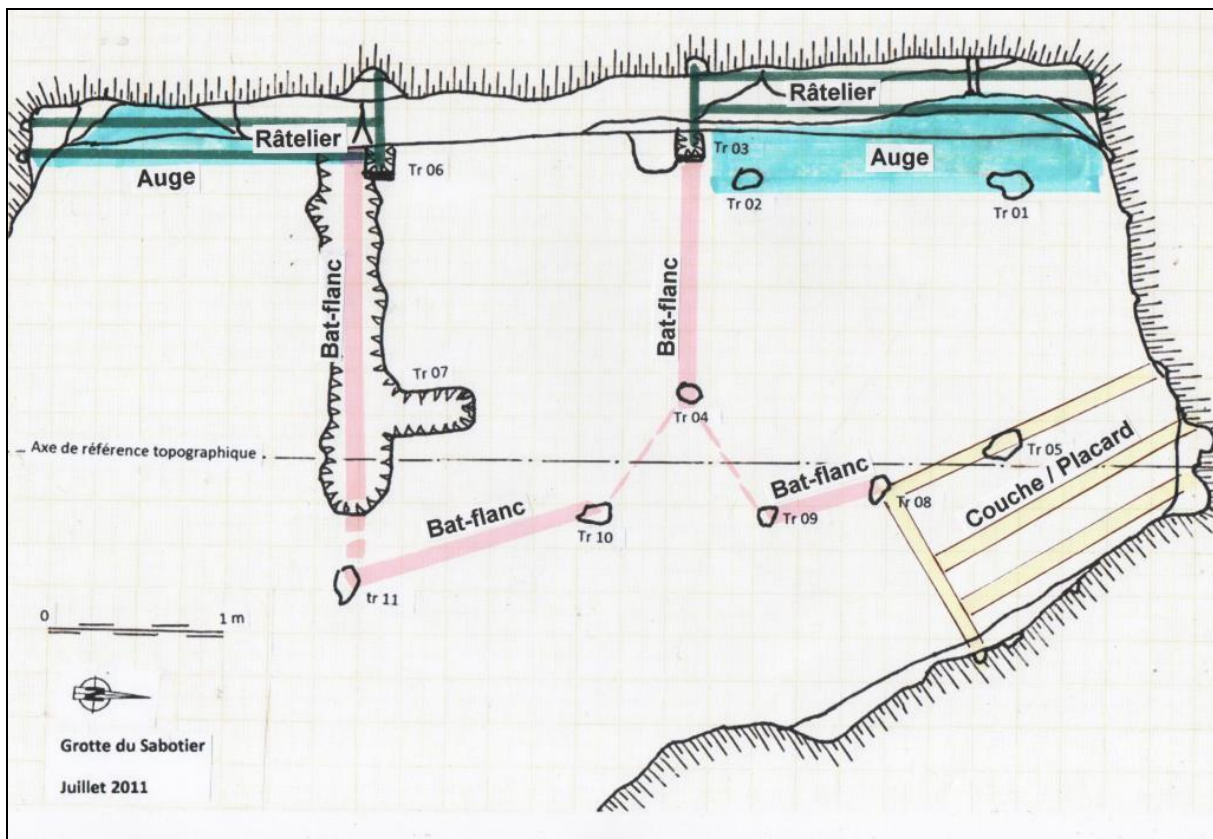 Râtelier
Râtelier
Auge
Auge
Tr 06
Tr 03
Tr 02
Tr 01
Bat-flanc
Bat-flanc
Tr 07
Tr 04
Axe de référence topographique
Tr 05
Bat-flanc
Tr 08
Couche / Placard
Bat-flanc
Tr 10
Tr 09
tr 11
0 1 m
N
Grotte du Sabotier
Juillet 2011